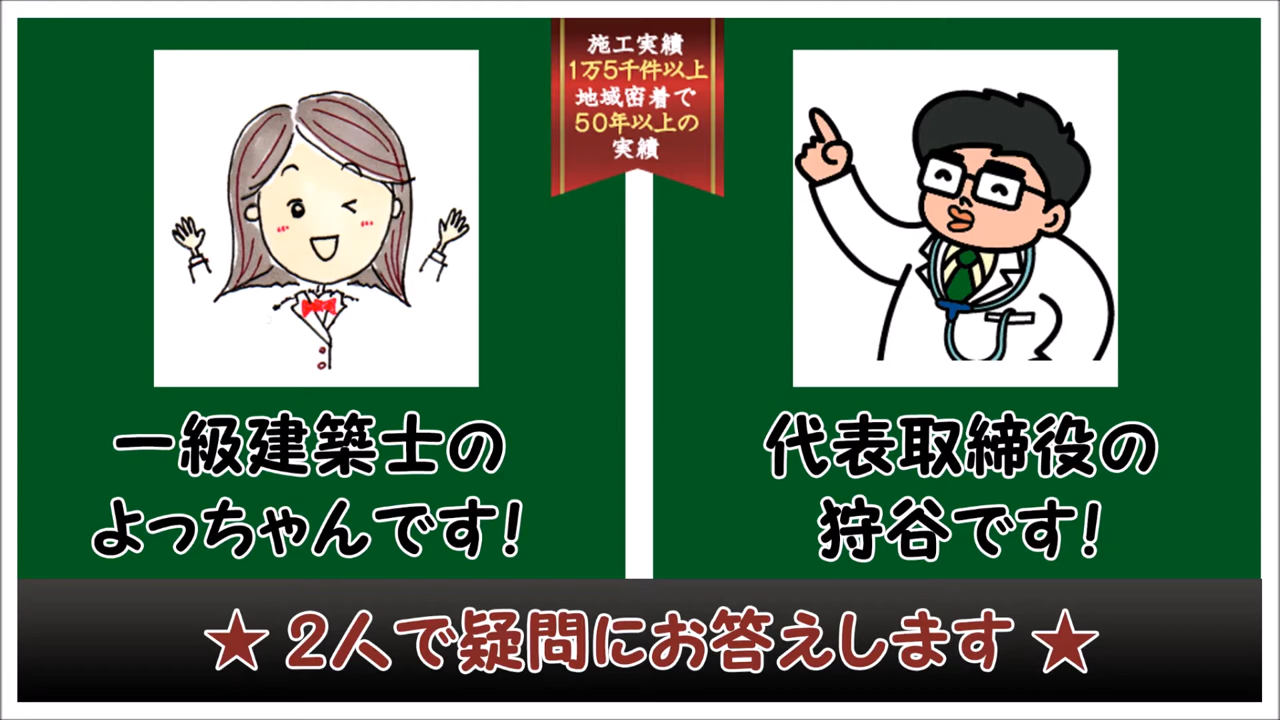 施工実績
1万5千件以上
地域密着で
50年以上の
実績
一級建築士の
よっちゃんです!
代表取締役の
狩谷です!
★ 2人で疑問にお答えします ★